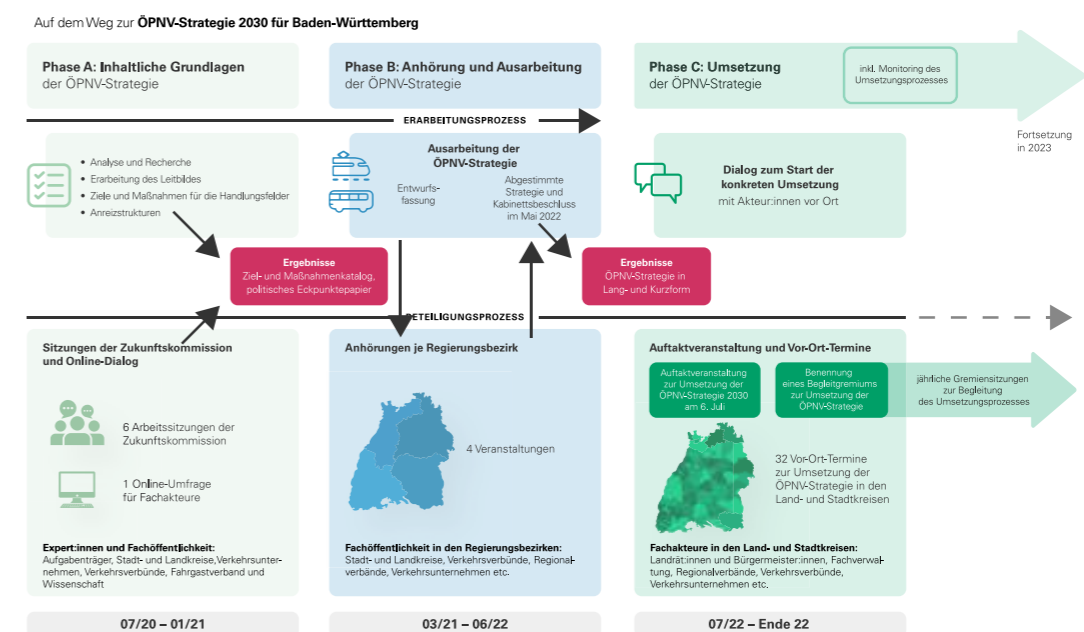 Auf dem Weg zur ÖPNV-Strategie 2030 für Baden-Württemberg
Phase A: Inhaltliche Grundlagen
der ÖPNV-Strategie
Phase B: Anhörung und Ausarbeitung
der ÖPNV-Strategie
Phase C: Umsetzung
der ÖPNV-Strategie
inkl. Monitoring des
Umsetzungsprozesses
Fortsetzung
in 2023
ERARBEITUNGSPROZESS
• Analyse und Recherche
• Erarbeitung des Leitbildes
• Ziele und Maßnahmen für die Handlungsfelder
• Anreizstrukturen
Ausarbeitung der
ÖPNV-Strategie
Entwurfs-
fassung
Abgestimmte
Strategie und
Kabinettsbeschluss
im Mai 2022
Dialog zum Start der
konkreten Umsetzung
mit Akteur:innen vor Ort
Ergebnisse
Ziel- und Maßnahmenkatalog,
politisches Eckpunktepapier
Ergebnisse
ÖPNV-Strategie in
Lang- und Kurzform
BETEILIGUNGSPROZESS
Sitzungen der Zukunftskommission
und Online-Dialog
6 Arbeitssitzungen der
Zukunftskommission
1 Online-Umfrage
für Fachakteure
Expert:innen und Fachöffentlichkeit:
Aufgabenträger, Stadt- und Landkreise,Verkehrsunter-
nehmen, Verkehrsverbünde, Fahrgastverband und
Wissenschaft
Anhörungen je Regierungsbezirk
4 Veranstaltungen
Fachöffentlichkeit in den Regierungsbezirken:
Stadt- und Landkreise, Verkehrsverbünde, Regional-
verbände, Verkehrsunternehmen etc.
Auftaktveranstaltung und Vor-Ort-Termine
Auftaktveranstaltung
zur Umsetzung der
ÖPNV-Strategie 2030
am 6. Juli
Benennung
eines Begleitgremiums
zur Umsetzung der
ÖPNV-Strategie
jährliche Gremiensitzungen
zur Begleitung
des Umsetzungsprozesses
32 Vor-Ort-Termine
zur Umsetzung der
ÖPNV-Strategie in den
Land- und Stadtkreisen
Fachakteure in den Land- und Stadtkreisen:
Landrät:innen und Bürgermeister:innen, Fachverwal-
tung, Regionalverbände, Verkehrsverbünde,
Verkehrsunternehmen etc.
07/20 – 01/21
03/21 – 06/22
07/22 – Ende 22